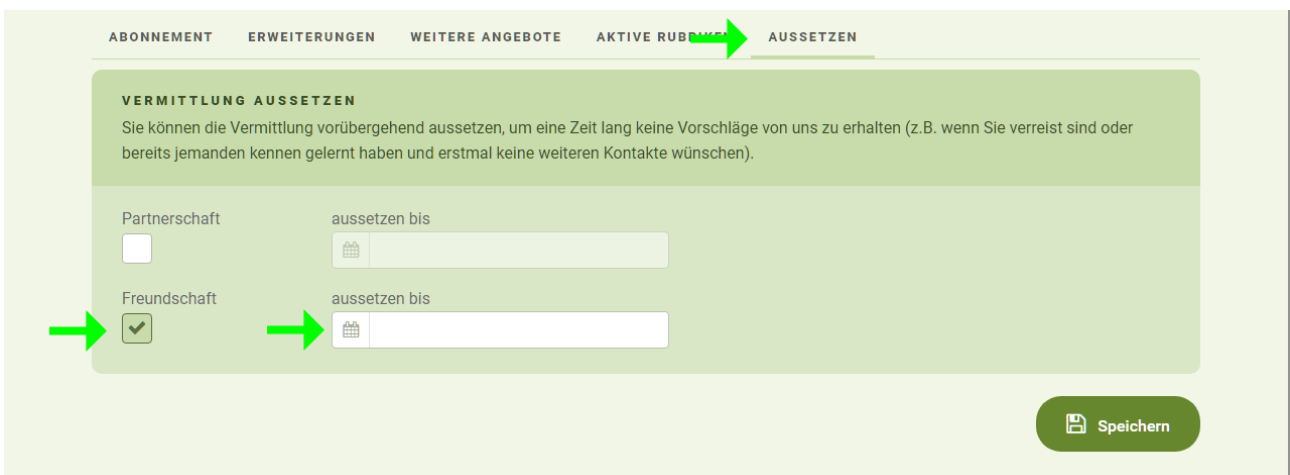 ABONNEMENT ERWEITERUNGEN WEITERE ANGEBOTE AKTIVE RUBRIKEN AUSSETZEN
VERMITTLUNG AUSSETZEN
Sie können die Vermittlung vorübergehend aussetzen, um eine Zeit lang keine Vorschläge von uns zu erhalten (z.B. wenn Sie verreist sind oder
bereits jemanden kennen gelernt haben und erstmal keine weiteren Kontakte wünschen).
Partnerschaft aussetzen bis
Freundschaft aussetzen bis
Speichern